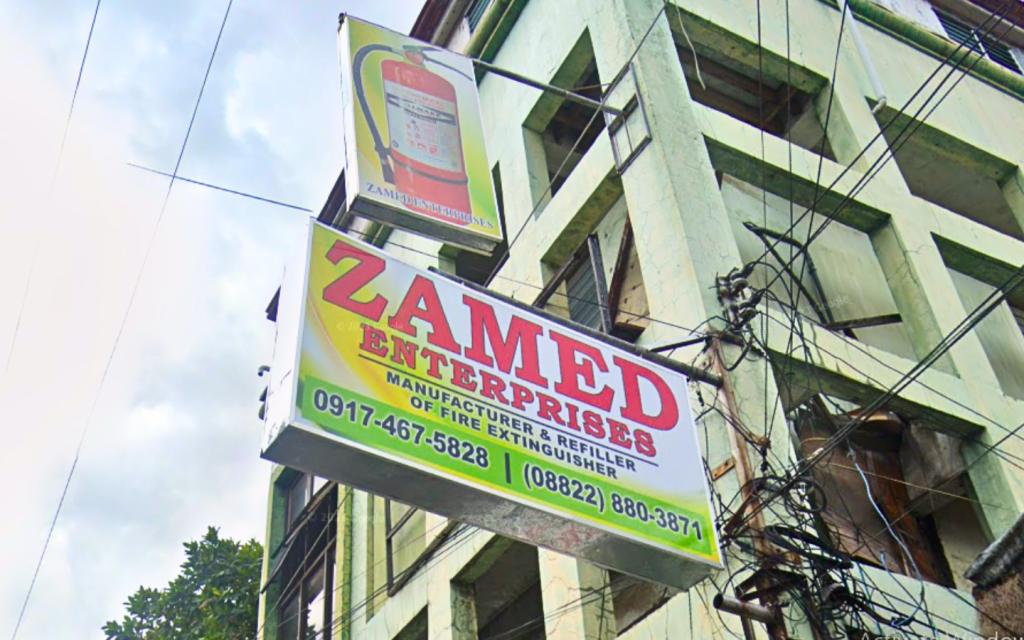 ZAMED ENTERPRISES
ZAMED
ENTERPRISES
MANUFACTURER & REFILLER
OF FIRE EXTINGUISHER
0917-467-5828 | (08822) 880-3871